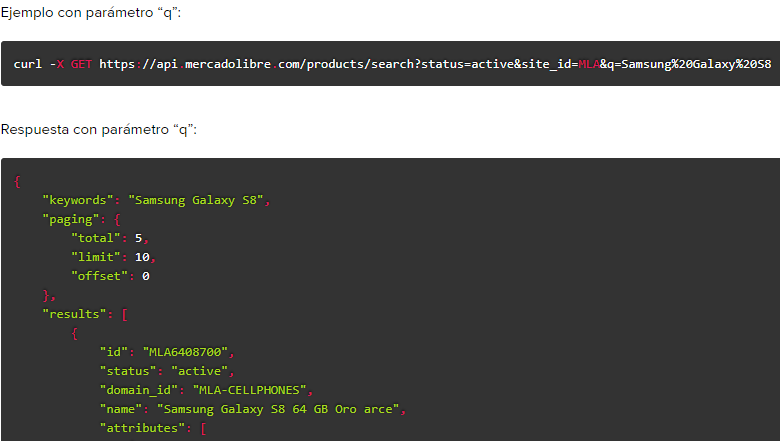 Ejemplo con parámetro “q”:
curl -X GET https://api.mercadolibre.com/products/search?status=active&site_id=MLA&q=Samsung%20Galaxy%20S8
Respuesta con parámetro “q”:
{
    "keywords": "Samsung Galaxy S8",
    "paging": {
        "total": 5,
        "limit": 10,
        "offset": 0
    },
    "results": [
        {
            "id": "MLA6408700",
            "status": "active",
            "domain_id": "MLA-CELLPHONES",
            "name": "Samsung Galaxy S8 64 GB Oro arce",
            "attributes": [